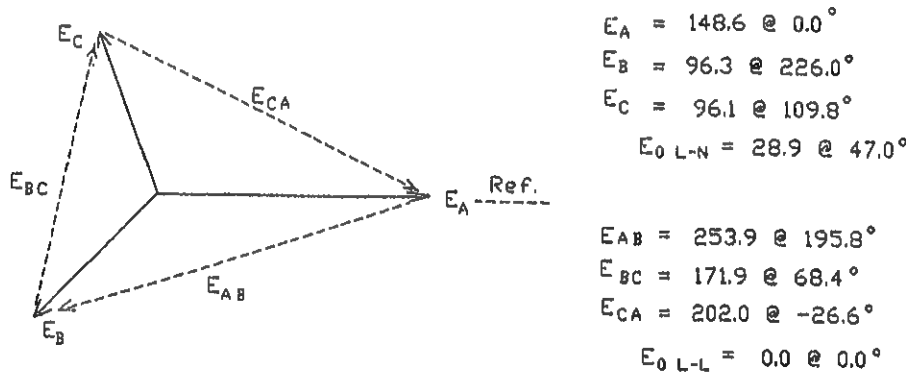 E_C
E_CA
E_BC
E_A Ref.
E_AB
E_B
E_A = 148.6 @ 0.0°
E_B = 96.3 @ 226.0°
E_C = 96.1 @ 109.8°
E_0 L-N = 28.9 @ 47.0°
E_AB = 253.9 @ 195.8°
E_BC = 171.9 @ 68.4°
E_CA = 202.0 @ -26.6°
E_0 L-L = 0.0 @ 0.0°